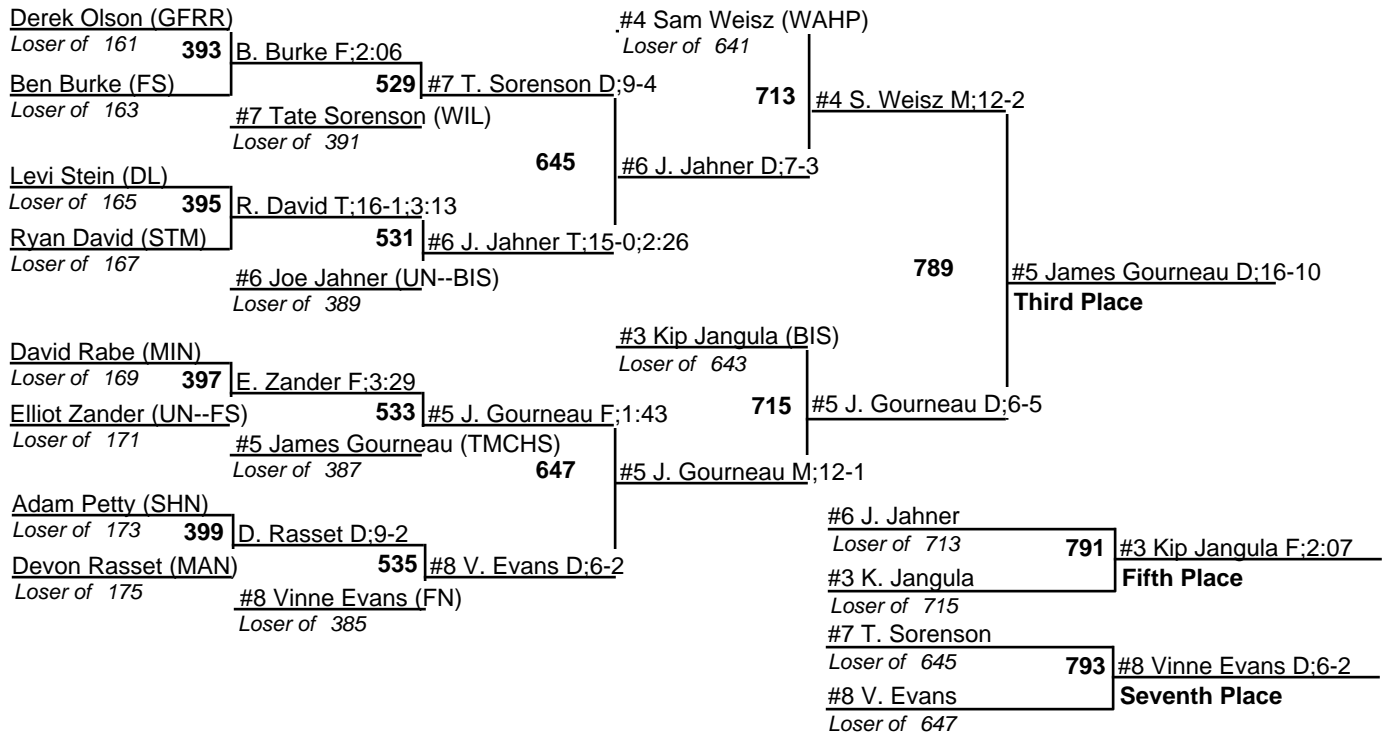 Derek Olson (GFRR)
Loser of 161
393
B. Burke F;2:06
Ben Burke (FS)
Loser of 163
529
#7 T. Sorenson D;9-4
#7 Tate Sorenson (WIL)
Loser of 391
645
Levi Stein (DL)
Loser of 165
395
R. David T;16-1;3:13
Ryan David (STM)
Loser of 167
531
#6 J. Jahner T;15-0;2:26
#6 Joe Jahner (UN--BIS)
Loser of 389
#4 Sam Weisz (WAHP)
Loser of 641
713
#4 S. Weisz M;12-2
#6 J. Jahner D;7-3
789
#5 James Gourneau D;16-10
Third Place
David Rabe (MIN)
Loser of 169
397
E. Zander F;3:29
Elliot Zander (UN--FS)
Loser of 171
533
#5 J. Gourneau F;1:43
#5 James Gourneau (TMCHS)
Loser of 387
647
Adam Petty (SHN)
Loser of 173
399
D. Rasset D;9-2
Devon Rasset (MAN)
Loser of 175
535
#8 V. Evans D;6-2
#8 Vinne Evans (FN)
Loser of 385
#3 Kip Jangula (BIS)
Loser of 643
715
#5 J. Gourneau D;6-5
#5 J. Gourneau M;12-1
#6 J. Jahner
Loser of 713
791
#3 Kip Jangula F;2:07
Fifth Place
#3 K. Jangula
Loser of 715
#7 T. Sorenson
Loser of 645
793
#8 Vinne Evans D;6-2
Seventh Place
#8 V. Evans
Loser of 647